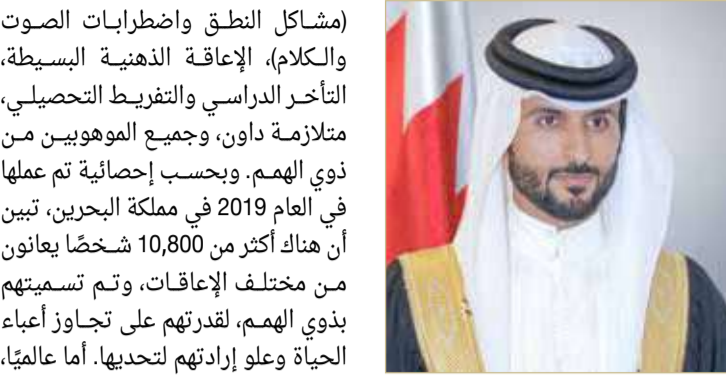 (مشاكل النطق واضطرابات الصوت
والكلام)، الإعاقة الذهنية البسيطة،
التأخر الدراسي والتفريط التحصيلي،
متلازمة داون، وجميع الموهوبين من
ذوي الهمم. وبحسب إحصائية تم عملها
في العام 2019 في مملكة البحرين، تبين
أن هناك أكثر من 10,800 شخصًا يعانون
من مختلف الإعاقات، وتم تسميتهم
بذوي الهمم، لقدرتهم على تجاوز أعباء
الحياة وعلو إرادتهم لتحديها. أما عالميًا،